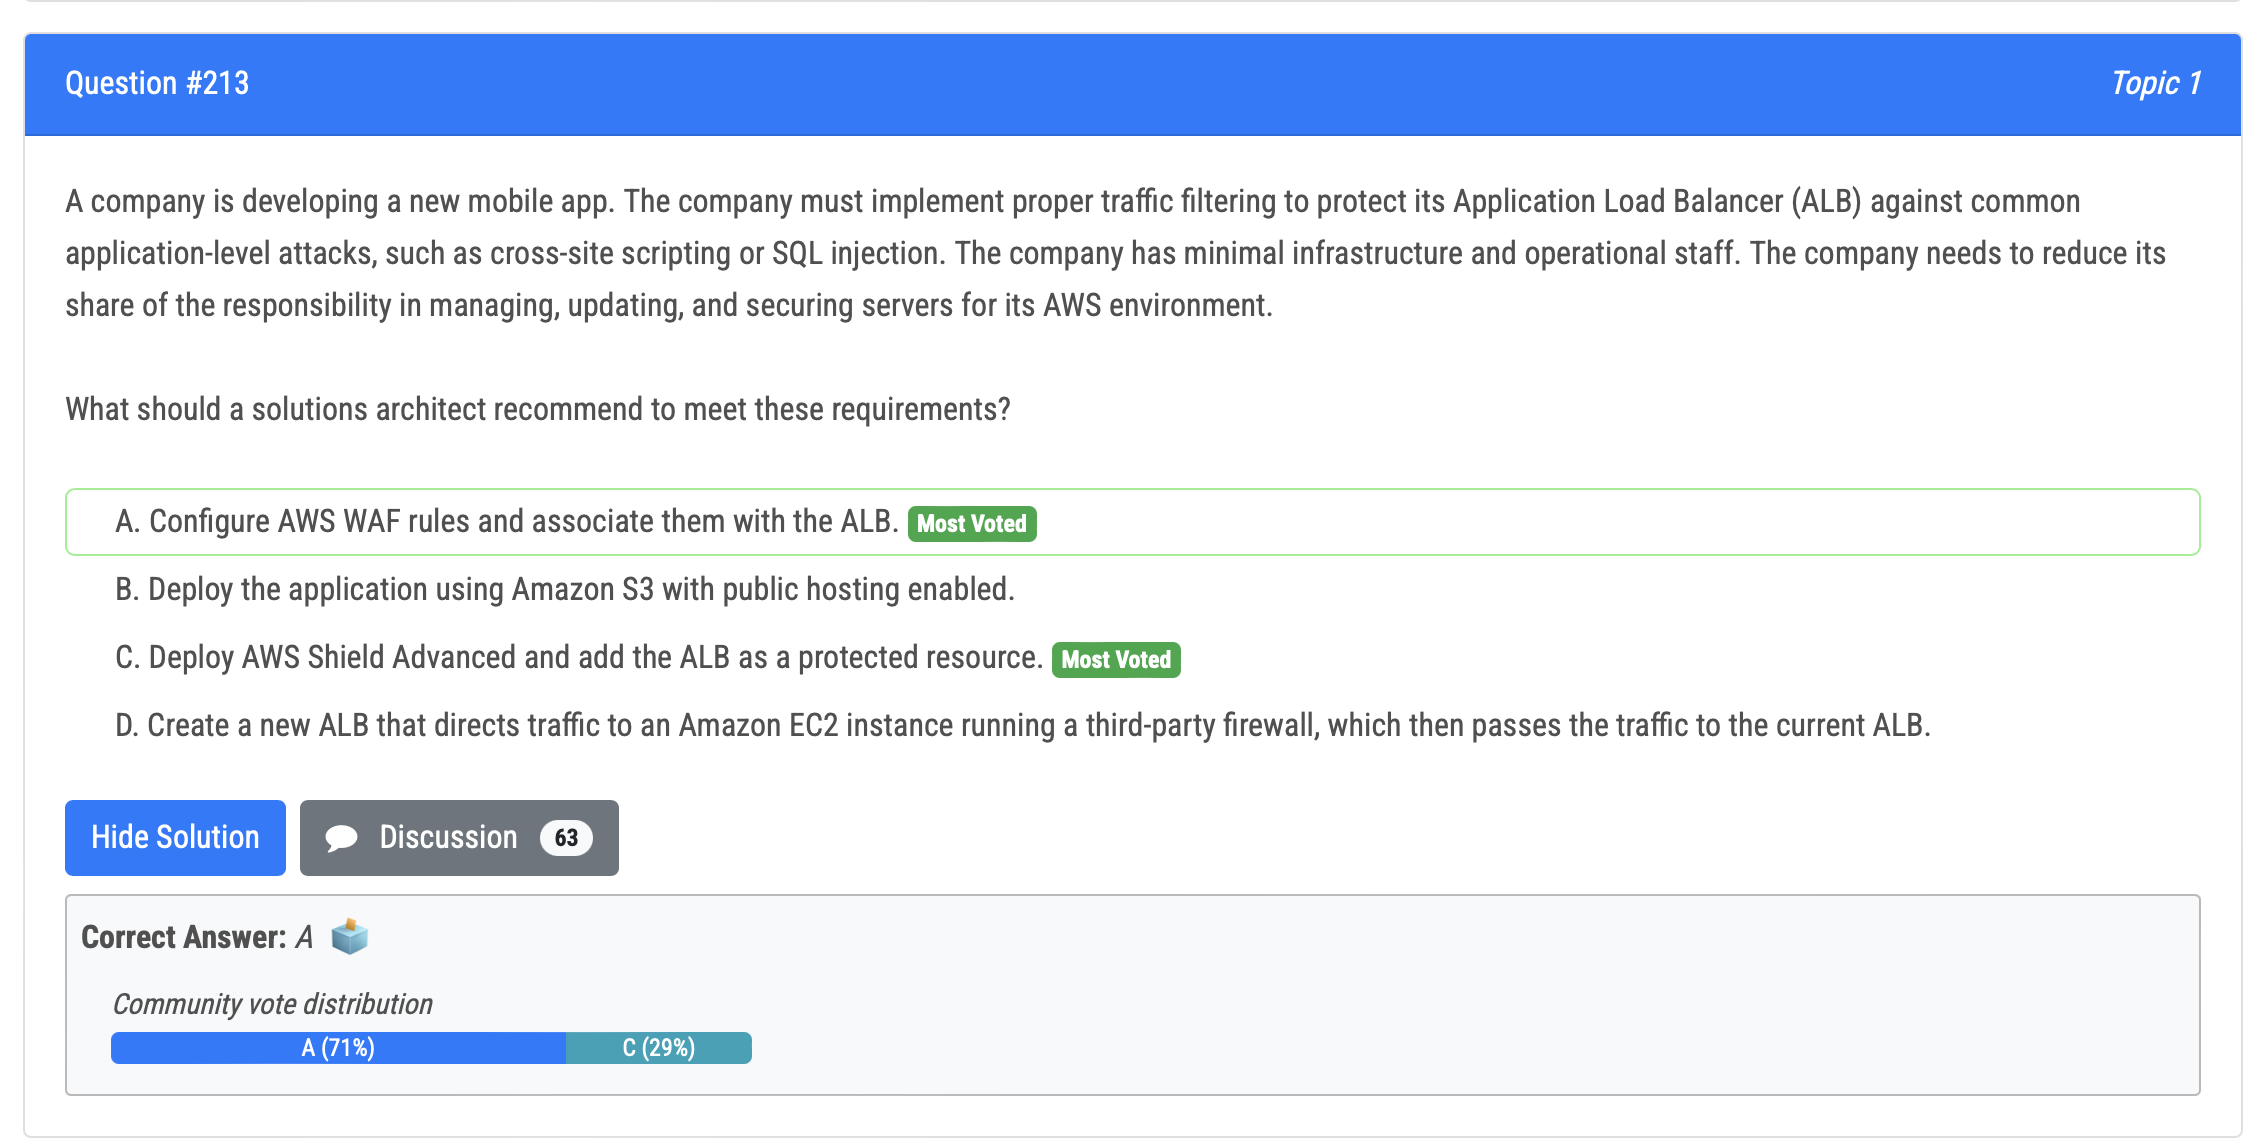 Question #213
Topic 1
A company is developing a new mobile app. The company must implement proper traffic filtering to protect its Application Load Balancer (ALB) against common
application-level attacks, such as cross-site scripting or SQL injection. The company has minimal infrastructure and operational staff. The company needs to reduce its
share of the responsibility in managing, updating, and securing servers for its AWS environment.
What should a solutions architect recommend to meet these requirements?
A. Configure AWS WAF rules and associate them with the ALB. Most Voted
B. Deploy the application using Amazon S3 with public hosting enabled.
C. Deploy AWS Shield Advanced and add the ALB as a protected resource. Most Voted
D. Create a new ALB that directs traffic to an Amazon EC2 instance running a third-party firewall, which then passes the traffic to the current ALB.
Hide Solution
Discussion 63
Correct Answer: A
Community vote distribution
A (71%)
C (29%)